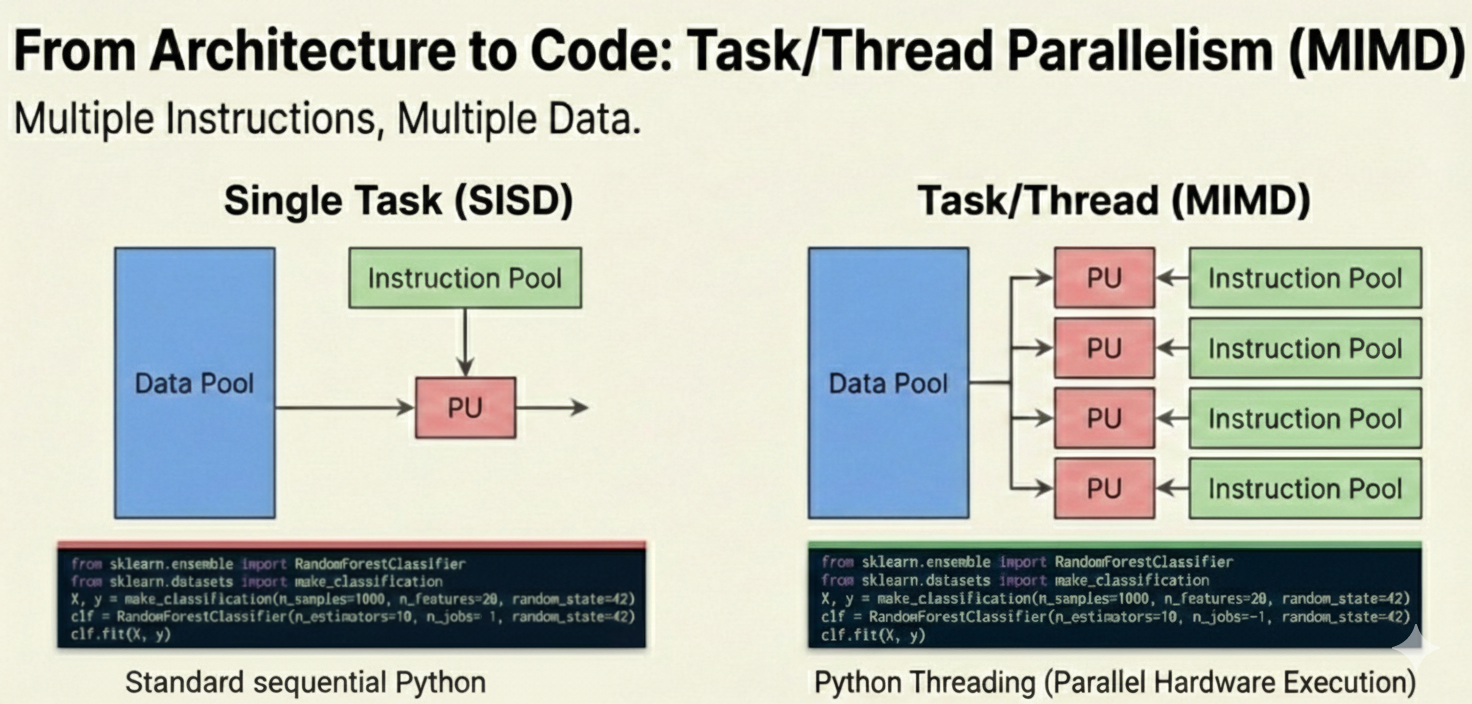 From Architecture to Code: Task/Thread Parallelism (MIMD)
Multiple Instructions, Multiple Data.
Single Task (SISD)
Data Pool
Instruction Pool
PU
from sklearn.ensemble import RandomForestClassifier
from sklearn.datasets import make_classification
X, y = make_classification(n_samples=1000, n_features=20, random_state=42)
clf = RandomForestClassifier(n_estimators=10, n_jobs= 1, random_state=42)
clf.fit(X, y)
Standard sequential Python
Task/Thread (MIMD)
Data Pool
PU
Instruction Pool
PU
Instruction Pool
PU
Instruction Pool
PU
Instruction Pool
from sklearn.ensemble import RandomForestClassifier
from sklearn.datasets import make_classification
X, y = make_classification(n_samples=1000, n_features=20, random_state=42)
clf = RandomForestClassifier(n_estimators=10, n_jobs=-1, random_state=42)
clf.fit(X, y)
Python Threading (Parallel Hardware Execution)